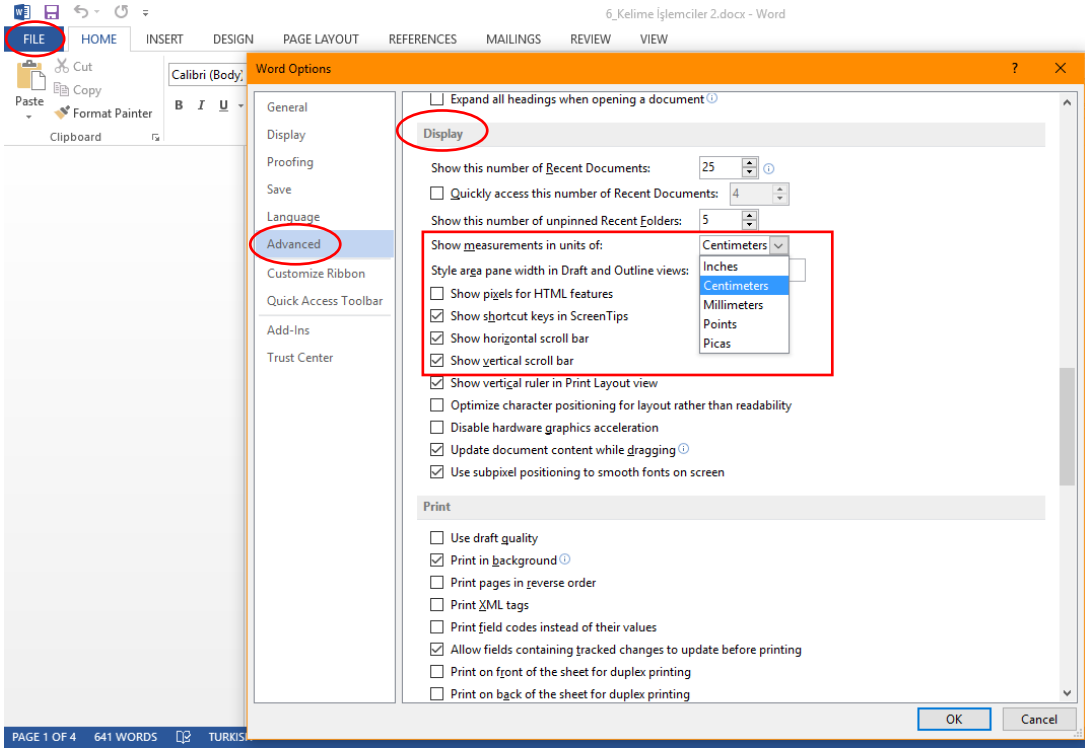 6_Kelime İşlemciler 2.docx - Word
FILE HOME INSERT DESIGN PAGE LAYOUT REFERENCES MAILINGS REVIEW VIEW
Cut
Copy
Paste
Format Painter
Clipboard
Calibri (Body)
B I U
Word Options ?
General
Display
Proofing
Save
Language
Advanced
Customize Ribbon
Quick Access Toolbar
Add-Ins
Trust Center
Expand all headings when opening a document
Display
Show this number of Recent Documents: 25
Quickly access this number of Recent Documents: 4
Show this number of unpinned Recent Folders: 5
Show measurements in units of: Centimeters
Style area pane width in Draft and Outline views:
Inches
Centimeters
Millimeters
Points
Picas
Show pixels for HTML features
Show shortcut keys in ScreenTips
Show horizontal scroll bar
Show vertical scroll bar
Show vertical ruler in Print Layout view
Optimize character positioning for layout rather than readability
Disable hardware graphics acceleration
Update document content while dragging
Use subpixel positioning to smooth fonts on screen
Print
Use draft quality
Print in background
Print pages in reverse order
Print XML tags
Print field codes instead of their values
Allow fields containing tracked changes to update before printing
Print on front of the sheet for duplex printing
Print on back of the sheet for duplex printing
OK Cancel
PAGE 1 OF 4 641 WORDS